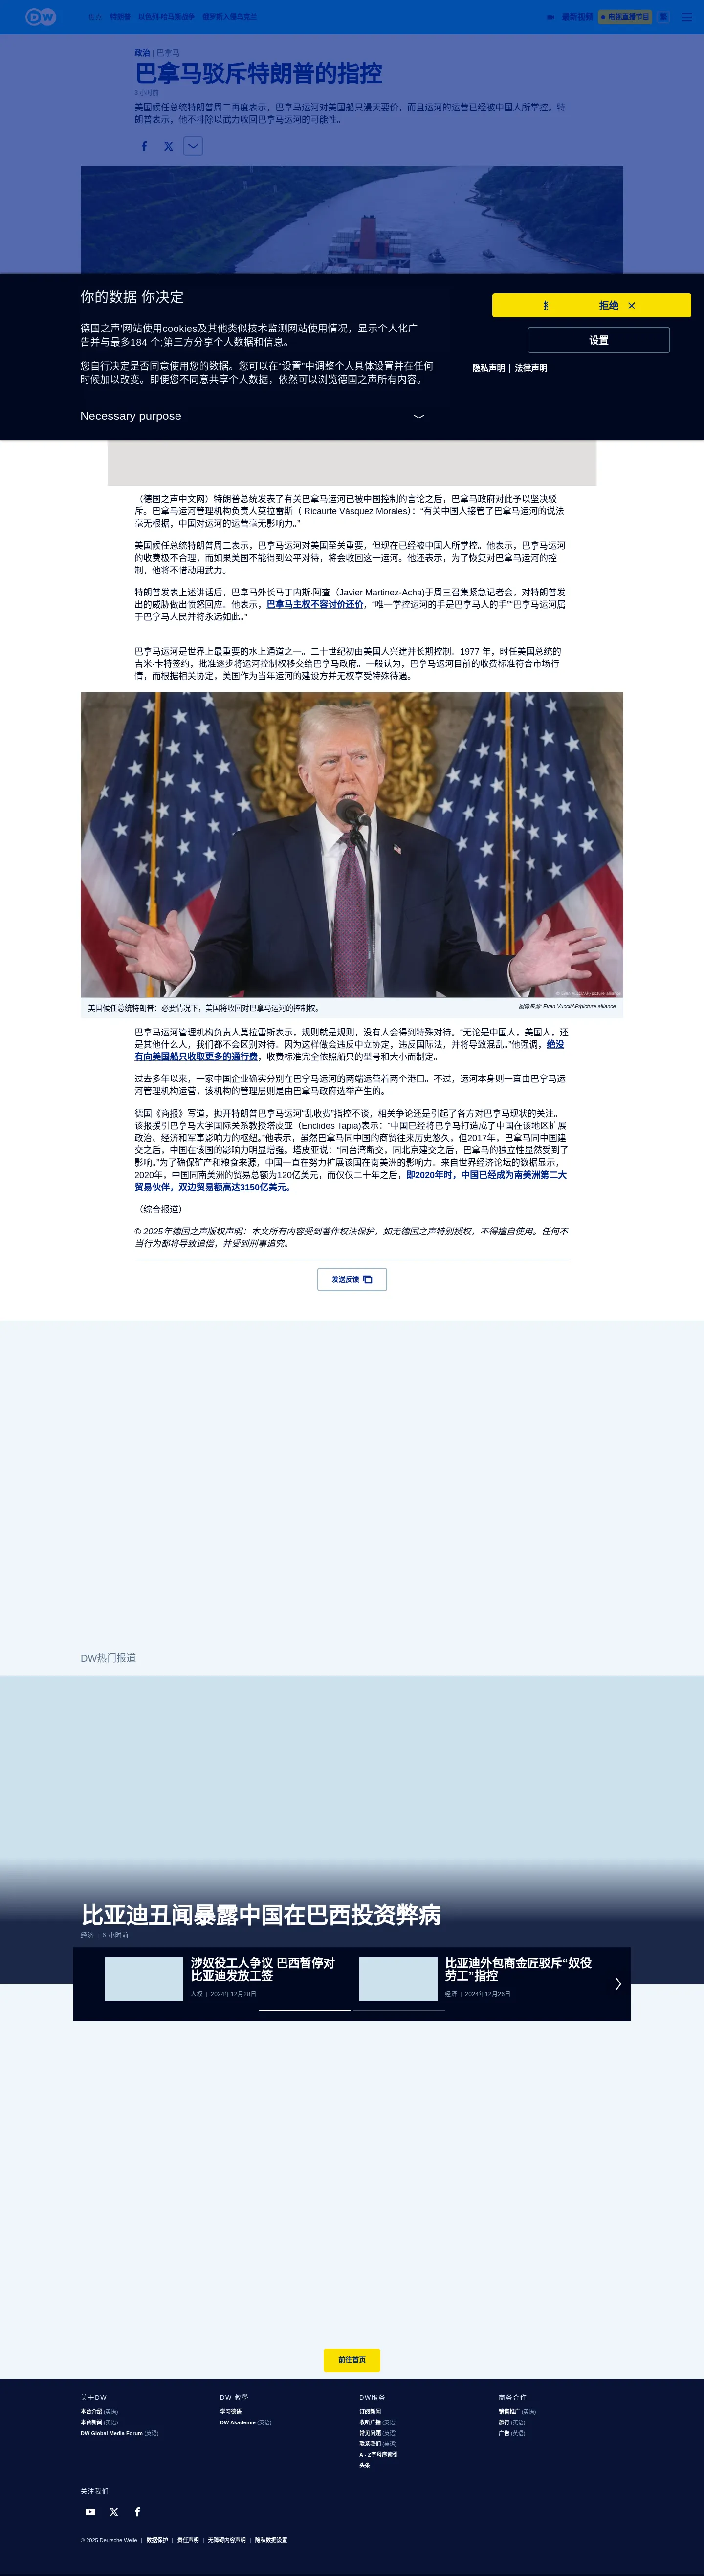 DW
焦点 特朗普 以色列-哈马斯战争 俄罗斯入侵乌克兰
最新视频 电视直播节目 繁
政治 | 巴拿马
巴拿马驳斥特朗普的指控
3 小时前
美国候任总统特朗普周二再度表示，巴拿马运河对美国船只漫天要价，而且运河的运营已经被中国人所掌控。特
朗普表示，他不排除以武力收回巴拿马运河的可能性。
你的数据 你决定
拒绝
德国之声'网站使用cookies及其他类似技术监测网站使用情况，显示个人化广
告并与最多184 个;第三方分享个人数据和信息。
设置
您自行决定是否同意使用您的数据。您可以在“设置”中调整个人具体设置并在任何
时候加以改变。即便您不同意共享个人数据，依然可以浏览德国之声所有内容。
隐私声明 | 法律声明
Necessary purpose
（德国之声中文网）特朗普总统发表了有关巴拿马运河已被中国控制的言论之后，巴拿马政府对此予以坚决驳
斥。巴拿马运河管理机构负责人莫拉雷斯（ Ricaurte Vásquez Morales）：“有关中国人接管了巴拿马运河的说法
毫无根据，中国对运河的运营毫无影响力。”
美国候任总统特朗普周二表示，巴拿马运河对美国至关重要，但现在已经被中国人所掌控。他表示，巴拿马运河
的收费极不合理，而如果美国不能得到公平对待，将会收回这一运河。他还表示，为了恢复对巴拿马运河的控
制，他将不惜动用武力。
特朗普发表上述讲话后，巴拿马外长马丁内斯·阿查（Javier Martinez-Acha)于周三召集紧急记者会，对特朗普发
出的威胁做出愤怒回应。他表示，巴拿马主权不容讨价还价，“唯一掌控运河的手是巴拿马人的手”“巴拿马运河属
于巴拿马人民并将永远如此。”
巴拿马运河是世界上最重要的水上通道之一。二十世纪初由美国人兴建并长期控制。1977 年，时任美国总统的
吉米·卡特签约，批准逐步将运河控制权移交给巴拿马政府。一般认为，巴拿马运河目前的收费标准符合市场行
情，而根据相关协定，美国作为当年运河的建设方并无权享受特殊待遇。
© Evan Vucci/AP/picture alliance
美国候任总统特朗普：必要情况下，美国将收回对巴拿马运河的控制权。
图像来源: Evan Vucci/AP/picture alliance
巴拿马运河管理机构负责人莫拉雷斯表示，规则就是规则，没有人会得到特殊对待。“无论是中国人，美国人，还
是其他什么人，我们都不会区别对待。因为这样做会违反中立协定，违反国际法，并将导致混乱。”他强调，绝没
有向美国船只收取更多的通行费，收费标准完全依照船只的型号和大小而制定。
过去多年以来，一家中国企业确实分别在巴拿马运河的两端运营着两个港口。不过，运河本身则一直由巴拿马运
河管理机构运营，该机构的管理层则是由巴拿马政府选举产生的。
德国《商报》写道，抛开特朗普巴拿马运河“乱收费”指控不谈，相关争论还是引起了各方对巴拿马现状的关注。
该报援引巴拿马大学国际关系教授塔皮亚（Enclides Tapia)表示：“中国已经将巴拿马打造成了中国在该地区扩展
政治、经济和军事影响力的枢纽。”他表示，虽然巴拿马同中国的商贸往来历史悠久，但2017年，巴拿马同中国建
交之后，中国在该国的影响力明显增强。塔皮亚说：“同台湾断交，同北京建交之后，巴拿马的独立性显然受到了
影响。”为了确保矿产和粮食来源，中国一直在努力扩展该国在南美洲的影响力。来自世界经济论坛的数据显示，
2020年，中国同南美洲的贸易总额为120亿美元，而仅仅二十年之后，即2020年时，中国已经成为南美洲第二大
贸易伙伴，双边贸易额高达3150亿美元。
（综合报道）
© 2025年德国之声版权声明：本文所有内容受到著作权法保护，如无德国之声特别授权，不得擅自使用。任何不
当行为都将导致追偿，并受到刑事追究。
发送反馈
DW热门报道
比亚迪丑闻暴露中国在巴西投资弊病
经济 | 6 小时前
涉奴役工人争议 巴西暂停对
比亚迪发放工签
人权 | 2024年12月28日
比亚迪外包商金匠驳斥“奴役
劳工”指控
经济 | 2024年12月26日
前往首页
关于DW
本台介绍 (英语)
本台新闻 (英语)
DW Global Media Forum (英语)
DW 教學
学习德语
DW Akademie (英语)
DW服务
订阅新闻
收听广播 (英语)
常见问题 (英语)
联系我们 (英语)
A - Z字母序索引
头条
商务合作
销售推广 (英语)
旅行 (英语)
广告 (英语)
关注我们
© 2025 Deutsche Welle | 数据保护 | 责任声明 | 无障碍内容声明 | 隐私数据设置